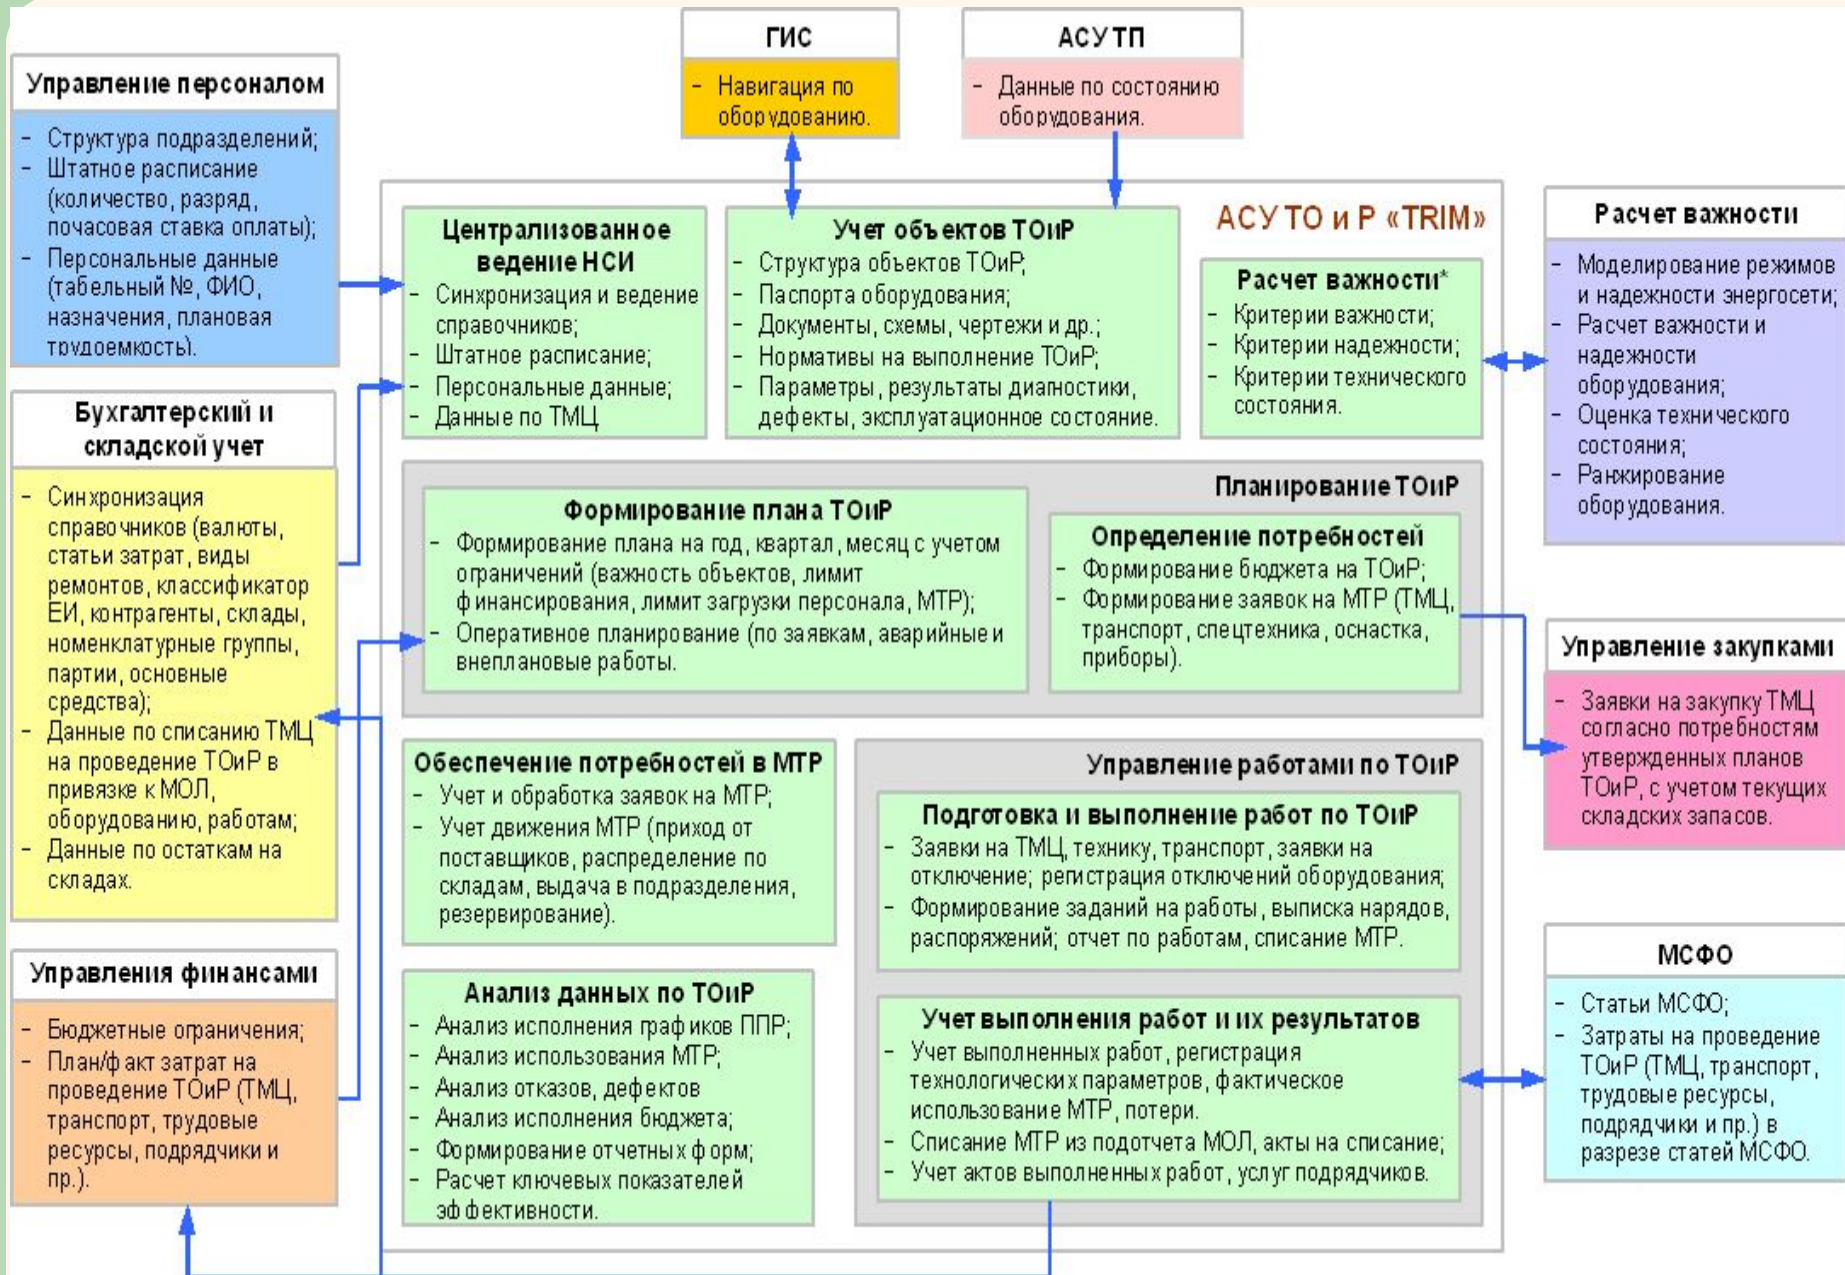 ГИС
– Навигация по
оборудованию.
АСУ ТП
– Данные по состоянию
оборудования.
Управление персоналом
– Структура подразделений;
– Штатное расписание
(количество, разряд,
почасовая ставка оплаты);
– Персональные данные
(табельный №, ФИО,
назначения, плановая
трудоемкость).
Бухгалтерский и
складской учет
– Синхронизация
справочников (валюты,
статьи затрат, виды
ремонтов, классификатор
ЕИ, контрагенты, склады,
номенклатурные группы,
партии, основные
средства);
– Данные по списанию ТМЦ
на проведение ТОиР в
привязке к МОЛ,
оборудованию, работам;
– Данные по остаткам на
складах.
Управления финансами
– Бюджетные ограничения;
– План/факт затрат на
проведение ТОиР (ТМЦ,
транспорт, трудовые
ресурсы, подрядчики и
пр.).
АСУ ТО и Р «TRIM»
Централизованное
ведение НСИ
– Синхронизация и ведение
справочников;
– Штатное расписание;
– Персональные данные;
– Данные по ТМЦ
Учет объектов ТОиР
– Структура объектов ТОиР;
– Паспорта оборудования;
– Документы, схемы, чертежи и др.;
– Нормативы на выполнение ТОиР;
– Параметры, результаты диагностики,
дефекты, эксплуатационное состояние.
Расчет важности*
– Критерии важности;
– Критерии надежности;
– Критерии технического
состояния.
Планирование ТОиР
Формирование плана ТОиР
– Формирование плана на год, квартал, месяц с учетом
ограничений (важность объектов, лимит
финансирования, лимит загрузки персонала, МТР);
– Оперативное планирование (по заявкам, аварийные и
внеплановые работы.
Определение потребностей
– Формирование бюджета на ТОиР;
– Формирование заявок на МТР (ТМЦ,
транспорт, спецтехника, оснастка,
приборы).
Обеспечение потребностей в МТР
– Учет и обработка заявок на МТР;
– Учет движения МТР (приход от
поставщиков, распределение по
складам, выдача в подразделения,
резервирование).
Анализ данных по ТОиР
– Анализ исполнения графиков ППР;
– Анализ использования МТР;
– Анализ отказов, дефектов
– Анализ исполнения бюджета;
– Формирование отчетных форм;
– Расчет ключевых показателей
эффективности.
Управление работами по ТОиР
Подготовка и выполнение работ по ТОиР
– Заявки на ТМЦ, технику, транспорт, заявки на
отключение; регистрация отключений оборудования;
– Формирование заданий на работы, выписка нарядов,
распоряжений; отчет по работам, списание МТР.
Учет выполнения работ и их результатов
– Учет выполненных работ, регистрация
технологических параметров, фактическое
использование МТР, потери.
– Списание МТР из подотчета МОЛ, акты на списание;
– Учет актов выполненных работ, услуг подрядчиков.
Расчет важности
– Моделирование режимов
и надежности энергосети;
– Расчет важности и
надежности
оборудования;
– Оценка технического
состояния;
– Ранжирование
оборудования.
Управление закупками
– Заявки на закупку ТМЦ
согласно потребностям
утвержденных планов
ТОиР, с учетом текущих
складских запасов.
МСФО
– Статьи МСФО;
– Затраты на проведение
ТОиР (ТМЦ, транспорт,
трудовые ресурсы,
подрядчики и пр.) в
разрезе статей МСФО.